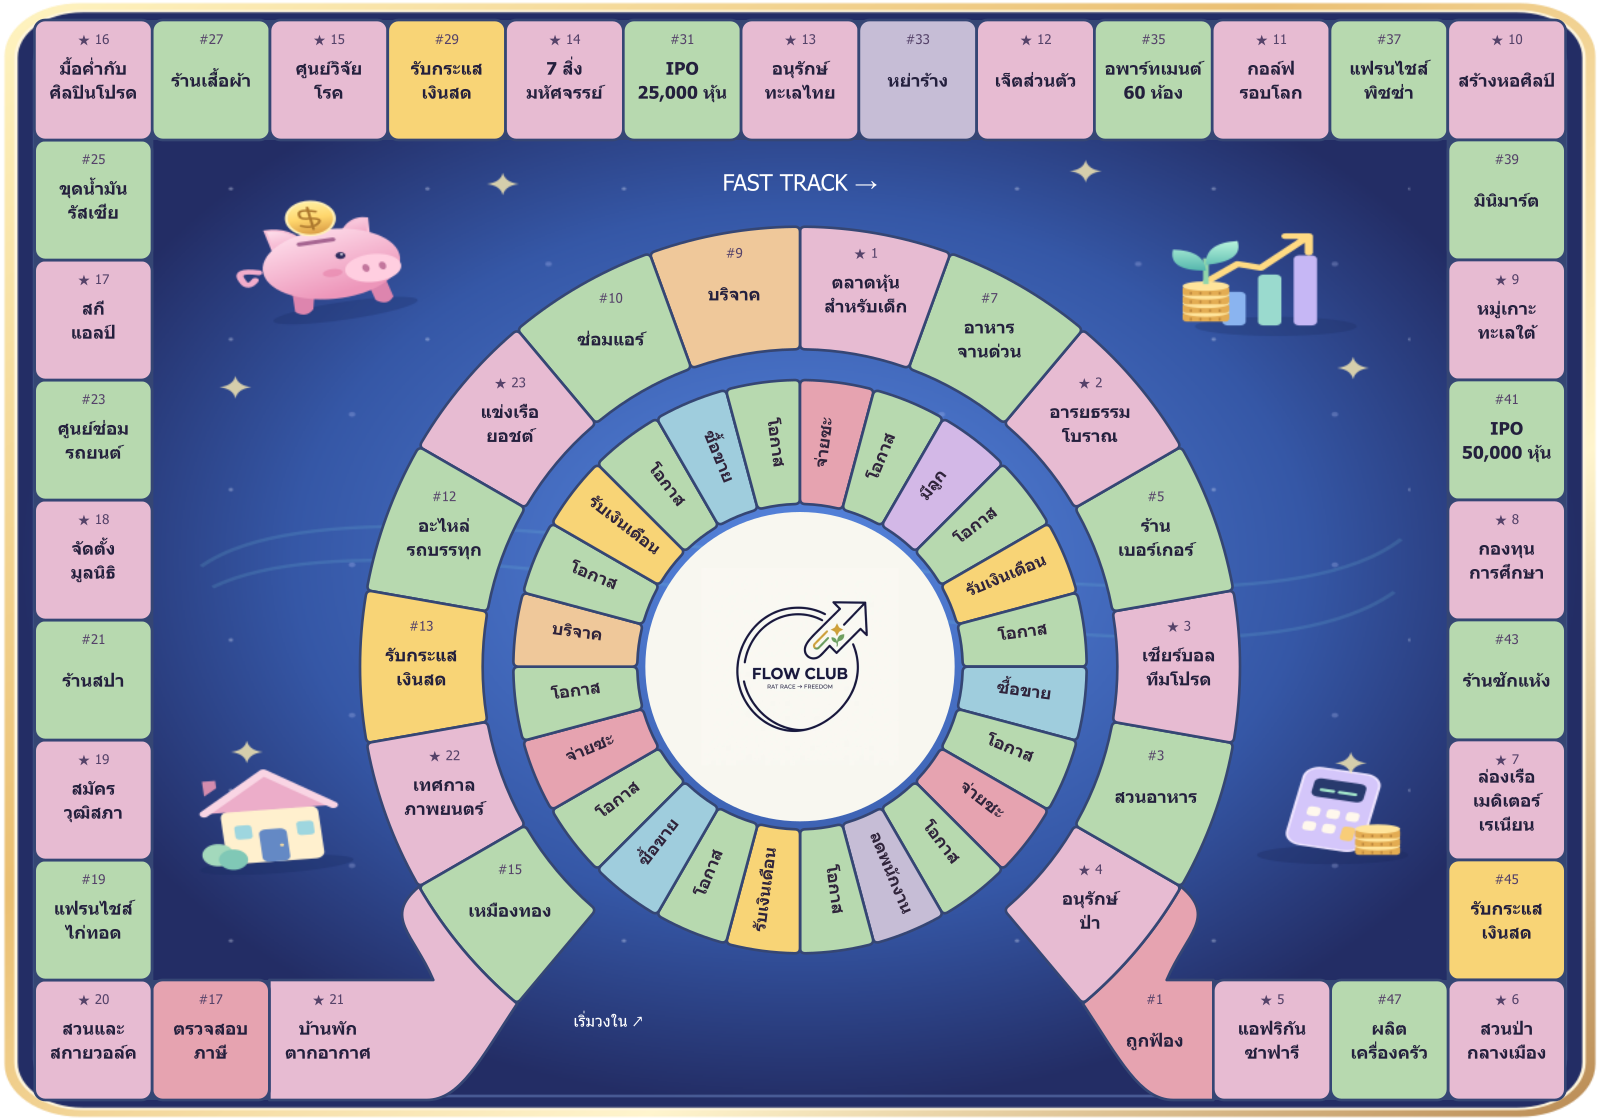 ★ 16
มื้อค่ำกับ
ศิลปินโปรด
#27
ร้านเสื้อผ้า
★ 15
ศูนย์วิจัย
โรค
#29
รับกระแส
เงินสด
★ 14
7 สิ่ง
มหัศจรรย์
#31
IPO
25,000 หุ้น
★ 13
อนุรักษ์
ทะเลไทย
#33
หย่าร้าง
★ 12
เจ็ตส่วนตัว
#35
อพาร์ทเมนต์
60 ห้อง
★ 11
กอล์ฟ
รอบโลก
#37
แฟรนไชส์
พิซซ่า
★ 10
สร้างหอศิลป์
#39
มินิมาร์ต
★ 9
หมู่เกาะ
ทะเลใต้
#41
IPO
50,000 หุ้น
★ 8
กองทุน
การศึกษา
#43
ร้านซักแห้ง
★ 7
ล่องเรือ
เมดิเตอร์
เรเนียน
#45
รับกระแส
เงินสด
★ 6
สวนป่า
กลางเมือง
#47
ผลิต
เครื่องครัว
★ 5
แอฟริกัน
ซาฟารี
#1
ถูกฟ้อง
★ 4
อนุรักษ์
ป่า
#3
สวนอาหาร
★ 3
เชียร์บอล
ทีมโปรด
#5
ร้าน
เบอร์เกอร์
★ 2
อารยธรรม
โบราณ
#7
อาหาร
จานด่วน
★ 1
ตลาดหุ้น
สำหรับเด็ก
#9
บริจาค
#10
ซ่อมแอร์
★ 23
แข่งเรือ
ยอชต์
#12
อะไหล่
รถบรรทุก
#13
รับกระแส
เงินสด
★ 22
เทศกาล
ภาพยนตร์
#15
เหมืองทอง
★ 21
บ้านพัก
ตากอากาศ
#17
ตรวจสอบ
ภาษี
★ 20
สวนและ
สกายวอล์ค
#19
แฟรนไชส์
ไก่ทอด
★ 19
สมัคร
วุฒิสภา
#21
ร้านสปา
★ 18
จัดตั้ง
มูลนิธิ
#23
ศูนย์ซ่อม
รถยนต์
★ 17
สกี
แอลป์
#25
ขุดน้ำมัน
รัสเซีย
FAST TRACK →
จ่ายซะ
โอกาส
มีลูก
โอกาส
รับเงินเดือน
โอกาส
ซื้อขาย
โอกาส
จ่ายซะ
โอกาส
ลดพนักงาน
โอกาส
รับเงินเดือน
โอกาส
ซื้อขาย
โอกาส
จ่ายซะ
โอกาส
บริจาค
โอกาส
รับเงินเดือน
โอกาส
ซื้อขาย
โอกาส
FLOW CLUB
RAT RACE → FREEDOM
เริ่มวงใน ↗